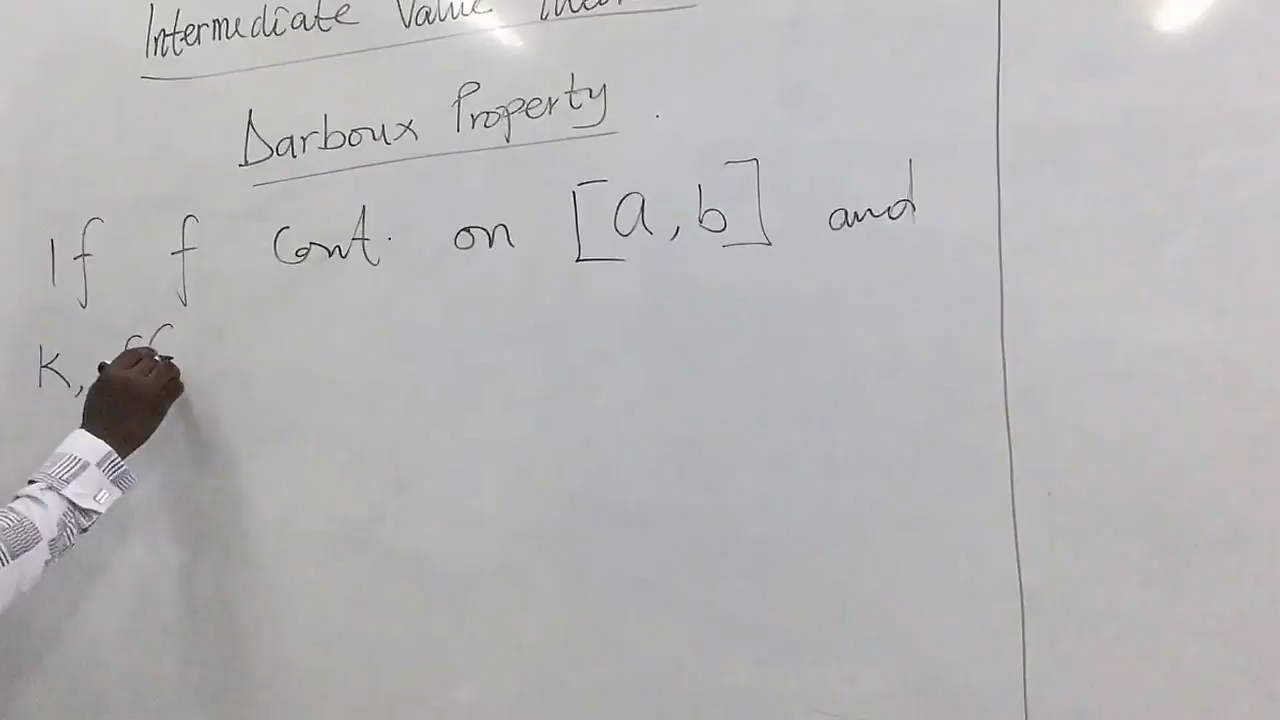 Intermediate Value
Darboux Property.
If f cont. on [a, b] and
K,